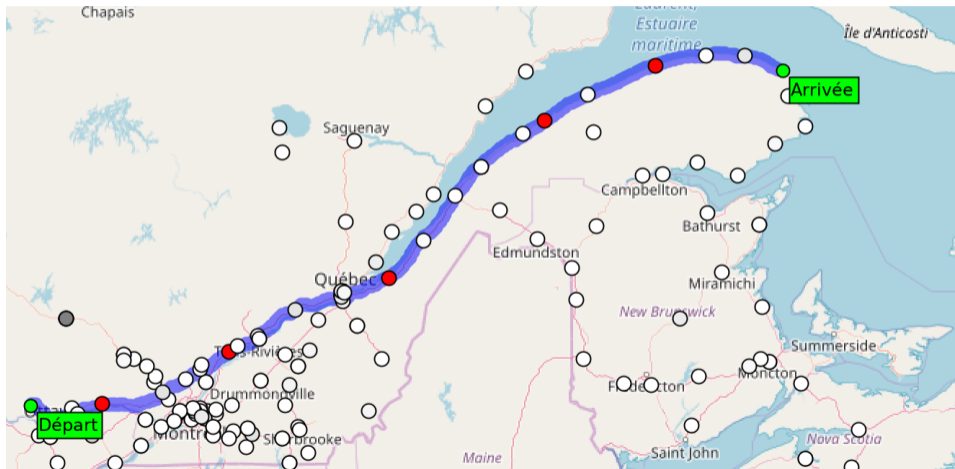 Chapais
Laurent,
Estuaire
maritime
Île d'Anticosti
Arrivée
Saguenay
Campbellton
Bathurst
Edmundston
Québec
Miramichi
New Brunswick
Summerside
Trois-Rivières
Moncton
Fredericton
Drummondville
Départ
Montréal
Sherbrooke
Nova Scotia
Saint John
Maine